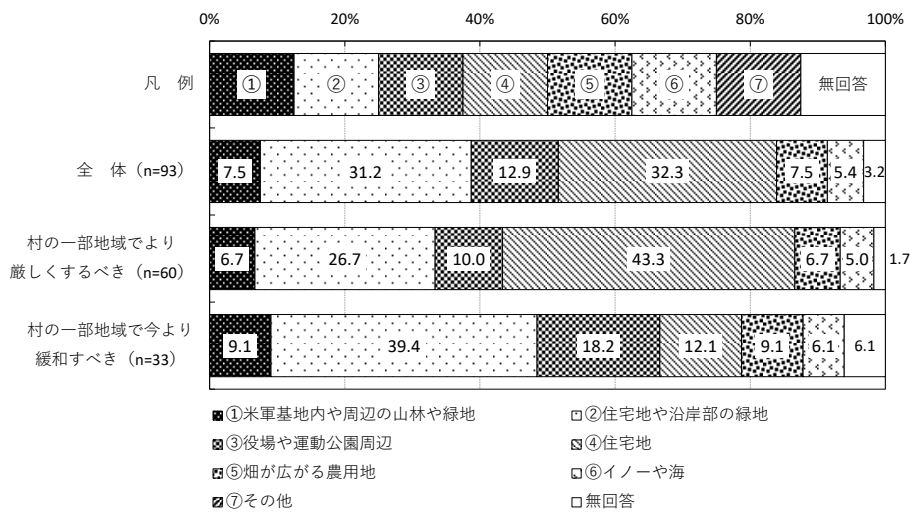 0% 20% 40% 60% 80% 100%
凡　例 ① ② ③ ④ ⑤ ⑥ ⑦ 無回答
全　体（n=93） 7.5 31.2 12.9 32.3 7.5 5.4 3.2
村の一部地域でより
厳しくするべき（n=60） 6.7 26.7 10.0 43.3 6.7 5.0 1.7
村の一部地域で今より
緩和すべき（n=33） 9.1 39.4 18.2 12.1 9.1 6.1 6.1
①米軍基地内や周辺の山林や緑地 ②住宅地や沿岸部の緑地
③役場や運動公園周辺 ④住宅地
⑤畑が広がる農用地 ⑥イノーや海
⑦その他 無回答